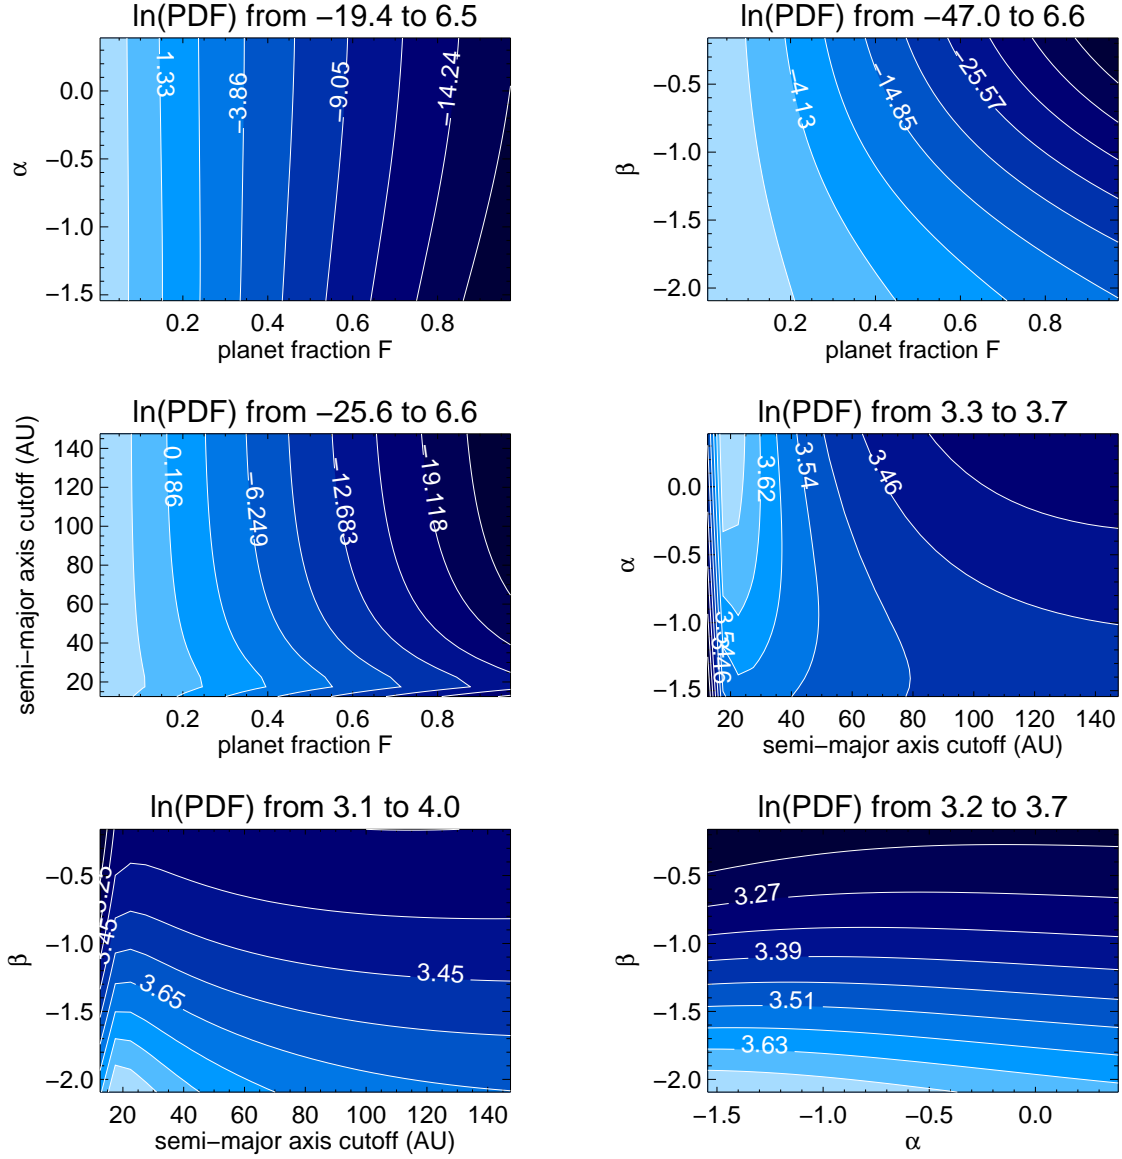 ln(PDF) from −19.4 to 6.5
0.0
−0.5
−1.0
−1.5
α
1.33
−3.86
−9.05
−14.24
0.2 0.4 0.6 0.8
planet fraction F
ln(PDF) from −47.0 to 6.6
−0.5
−1.0
−1.5
−2.0
β
−4.13
−14.85
−25.57
0.2 0.4 0.6 0.8
planet fraction F
ln(PDF) from −25.6 to 6.6
140
120
100
80
60
40
20
semi−major axis cutoff (AU)
0.186
−6.249
−12.683
−19.118
0.2 0.4 0.6 0.8
planet fraction F
ln(PDF) from 3.3 to 3.7
0.0
−0.5
−1.0
−1.5
α
3.62
3.54
3.46
3.54
3.46
20 40 60 80 100 120 140
semi−major axis cutoff (AU)
ln(PDF) from 3.1 to 4.0
−0.5
−1.0
−1.5
−2.0
β
3.25
3.45
3.65
3.45
20 40 60 80 100 120 140
semi−major axis cutoff (AU)
ln(PDF) from 3.2 to 3.7
−0.5
−1.0
−1.5
−2.0
β
3.27
3.39
3.51
3.63
−1.5 −1.0 −0.5 0.0
α